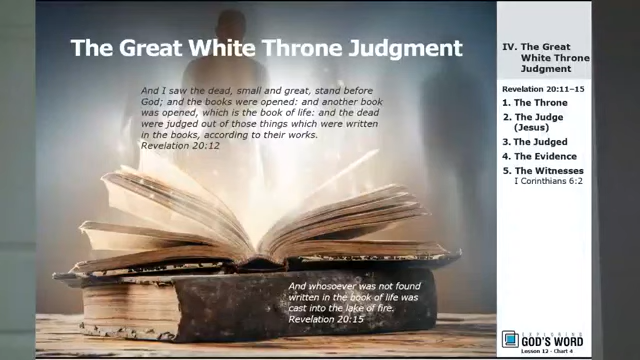 The Great White Throne Judgment
And I saw the dead, small and great, stand before
God; and the books were opened: and another book
was opened, which is the book of life: and the dead
were judged out of those things which were written
in the books, according to their works.
Revelation 20:12
And whosoever was not found
written in the book of life was
cast into the lake of fire.
Revelation 20:15
IV. The Great
White Throne
Judgment
Revelation 20:11–15
1. The Throne
2. The Judge
(Jesus)
3. The Judged
4. The Evidence
5. The Witnesses
I Corinthians 6:2
EXPLORING
GOD'S WORD
Lesson 12 - Chart 4